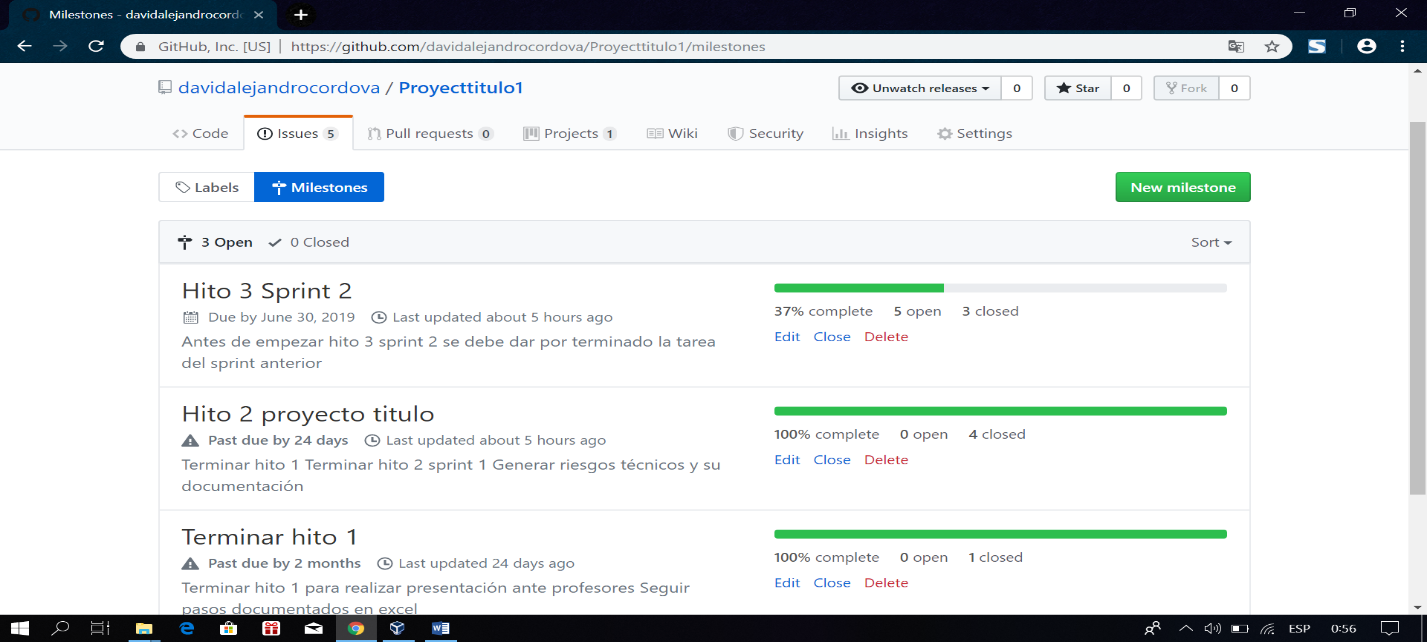 Milestones - davidalejandrocord
GitHub, Inc. [US] | https://github.com/davidalejandrocordova/Proyecttitulo1/milestones
davidalejandrocordova / Proyecttitulo1
Unwatch releases 0 Star 0 Fork 0
Code Issues 5 Pull requests 0 Projects 1 Wiki Security Insights Settings
Labels Milestones New milestone
3 Open 0 Closed Sort
Hito 3 Sprint 2
Due by June 30, 2019 Last updated about 5 hours ago
Antes de empezar hito 3 sprint 2 se debe dar por terminado la tarea
del sprint anterior
37% complete 5 open 3 closed
Edit Close Delete
Hito 2 proyecto titulo
Past due by 24 days Last updated about 5 hours ago
Terminar hito 1 Terminar hito 2 sprint 1 Generar riesgos técnicos y su
documentación
100% complete 0 open 4 closed
Edit Close Delete
Terminar hito 1
Past due by 2 months Last updated 24 days ago
Terminar hito 1 para realizar presentación ante profesores Seguir
pasos documentados en excel
100% complete 0 open 1 closed
Edit Close Delete
ESP 0:56